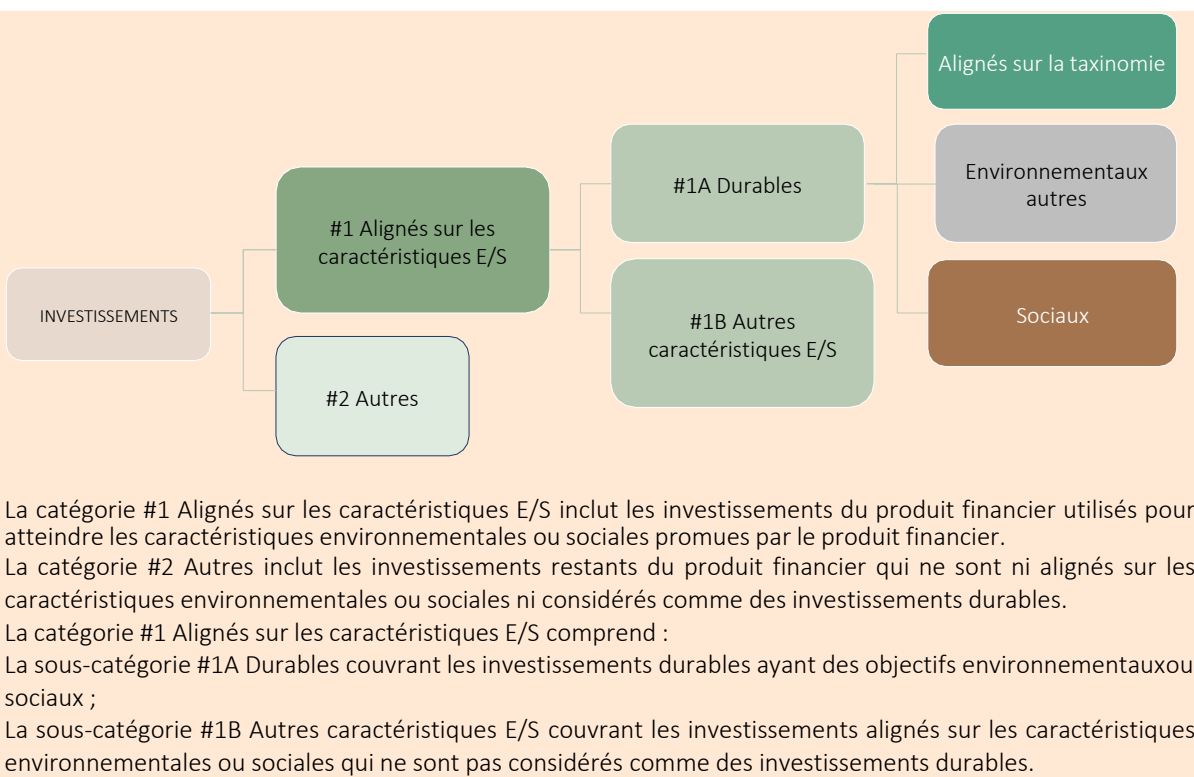 Alignés sur la taxinomie
#1A Durables
Environnementaux
autres
#1 Alignés sur les
caractéristiques E/S
INVESTISSEMENTS
#1B Autres
caractéristiques E/S
Sociaux
#2 Autres
La catégorie #1 Alignés sur les caractéristiques E/S inclut les investissements du produit financier utilisés pour
atteindre les caractéristiques environnementales ou sociales promues par le produit financier.
La catégorie #2 Autres inclut les investissements restants du produit financier qui ne sont ni alignés sur les
caractéristiques environnementales ou sociales ni considérés comme des investissements durables.
La catégorie #1 Alignés sur les caractéristiques E/S comprend :
La sous-catégorie #1A Durables couvrant les investissements durables ayant des objectifs environnementauxou
sociaux ;
La sous-catégorie #1B Autres caractéristiques E/S couvrant les investissements alignés sur les caractéristiques
environnementales ou sociales qui ne sont pas considérés comme des investissements durables.